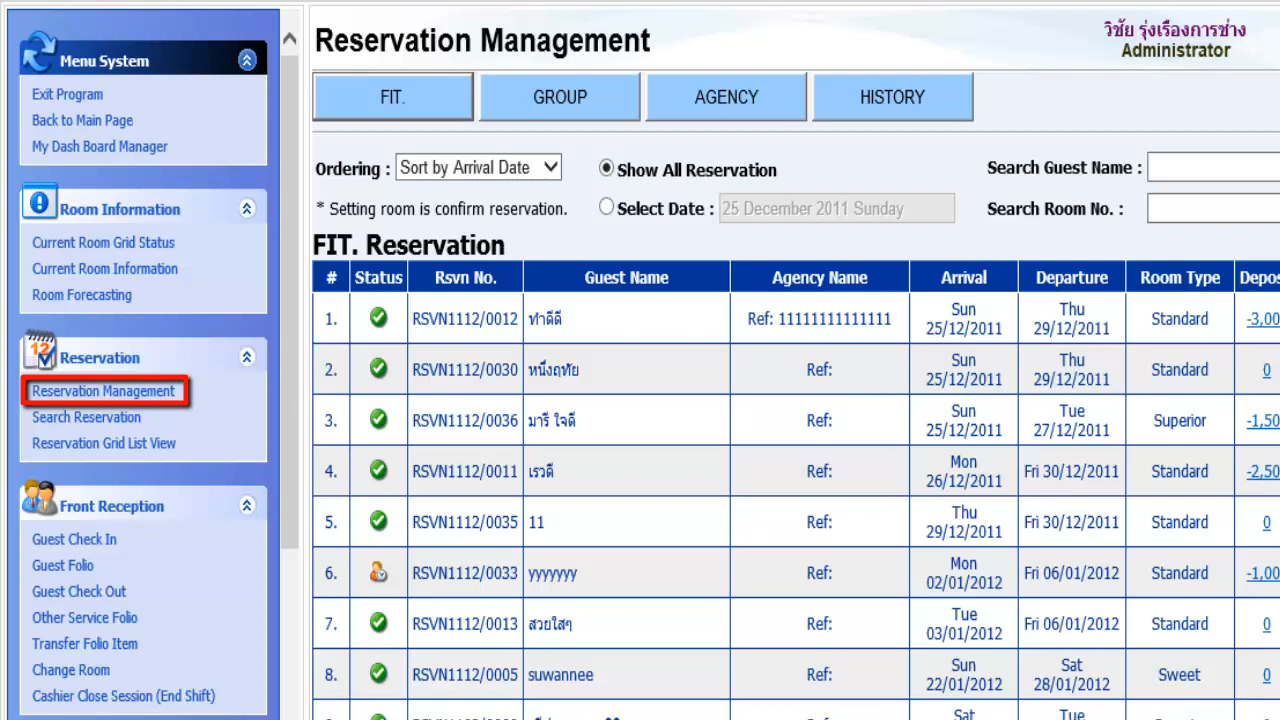 Menu System
Exit Program
Back to Main Page
My Dash Board Manager
Room Information
Current Room Grid Status
Current Room Information
Room Forecasting
12
Reservation
Reservation Management
Search Reservation
Reservation Grid List View
Front Reception
Guest Check In
Guest Folio
Guest Check Out
Other Service Folio
Transfer Folio Item
Change Room
Cashier Close Session (End Shift)
Reservation Management
วิชัย รุ่งเรืองการช่าง
Administrator
FIT. GROUP AGENCY HISTORY
Ordering : Sort by Arrival Date Show All Reservation Search Guest Name :
* Setting room is confirm reservation. Select Date : 25 December 2011 Sunday Search Room No. :
FIT. Reservation
# Status Rsvn No. Guest Name Agency Name Arrival Departure Room Type Depos
1. RSVN1112/0012 ทำดีดี Ref: 11111111111111 Sun 25/12/2011 Thu 29/12/2011 Standard -3,00
2. RSVN1112/0030 หนึ่งฤทัย Ref: Sun 25/12/2011 Thu 29/12/2011 Standard 0
3. RSVN1112/0036 มารี ใจดี Ref: Sun 25/12/2011 Tue 27/12/2011 Superior -1,50
4. RSVN1112/0011 เรวดี Ref: Mon 26/12/2011 Fri 30/12/2011 Standard -2,50
5. RSVN1112/0035 11 Ref: Thu 29/12/2011 Fri 30/12/2011 Standard 0
6. RSVN1112/0033 yyyyyyy Ref: Mon 02/01/2012 Fri 06/01/2012 Standard -1,00
7. RSVN1112/0013 สวยใสๆ Ref: Tue 03/01/2012 Fri 06/01/2012 Standard 0
8. RSVN1112/0005 suwannee Ref: Sun 22/01/2012 Sat 28/01/2012 Sweet 0
Sat Tue